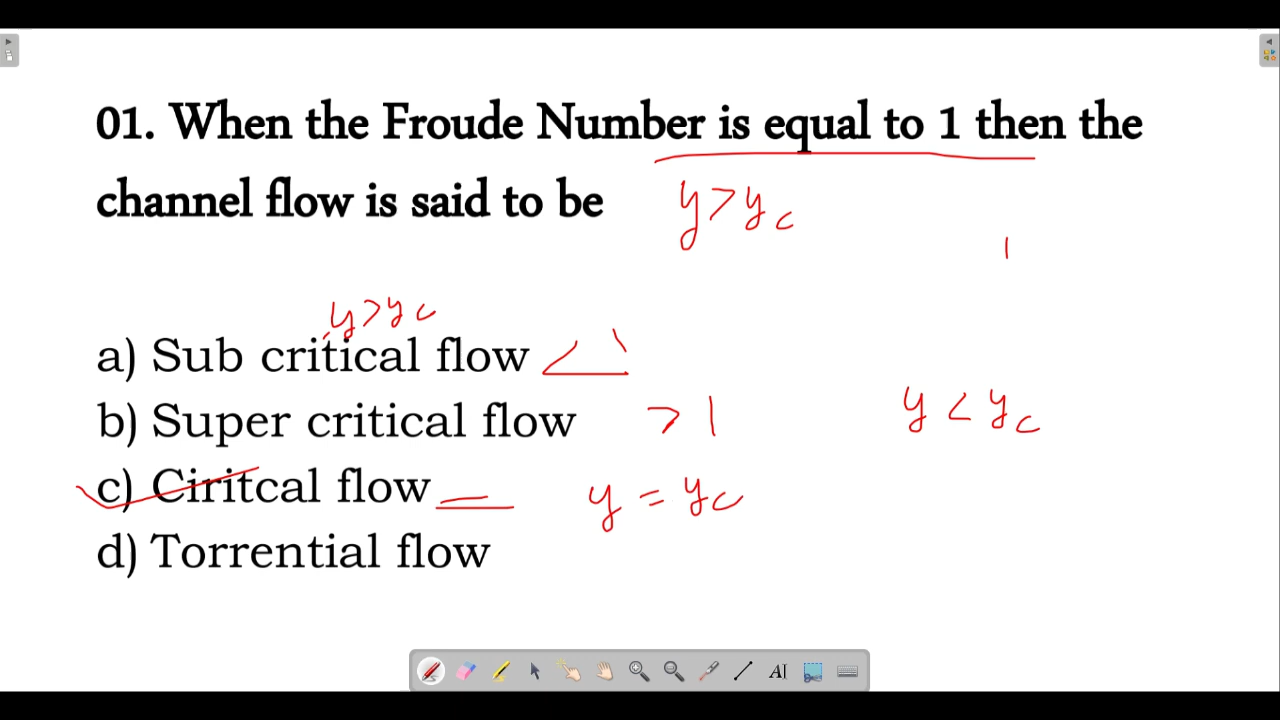 01. When the Froude Number is equal to 1 then the
channel flow is said to be
y > yc
1
y > yc
a) Sub critical flow < 1
b) Super critical flow > 1 y < yc
c) Ciritcal flow = y = yc
d) Torrential flow
AI